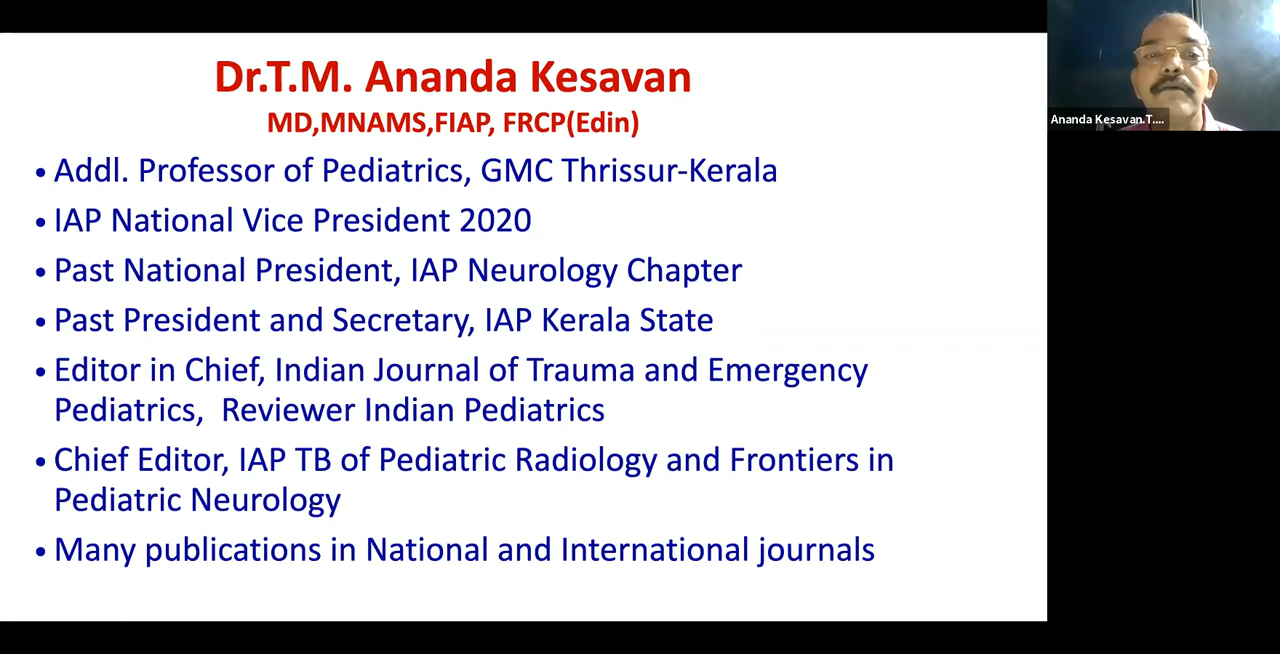 Dr.T.M. Ananda Kesavan
MD,MNAMS,FIAP, FRCP(Edin)
• Addl. Professor of Pediatrics, GMC Thrissur-Kerala
• IAP National Vice President 2020
• Past National President, IAP Neurology Chapter
• Past President and Secretary, IAP Kerala State
• Editor in Chief, Indian Journal of Trauma and Emergency
Pediatrics,  Reviewer Indian Pediatrics
• Chief Editor, IAP TB of Pediatric Radiology and Frontiers in
Pediatric Neurology
• Many publications in National and International journals
Ananda Kesavan.T....